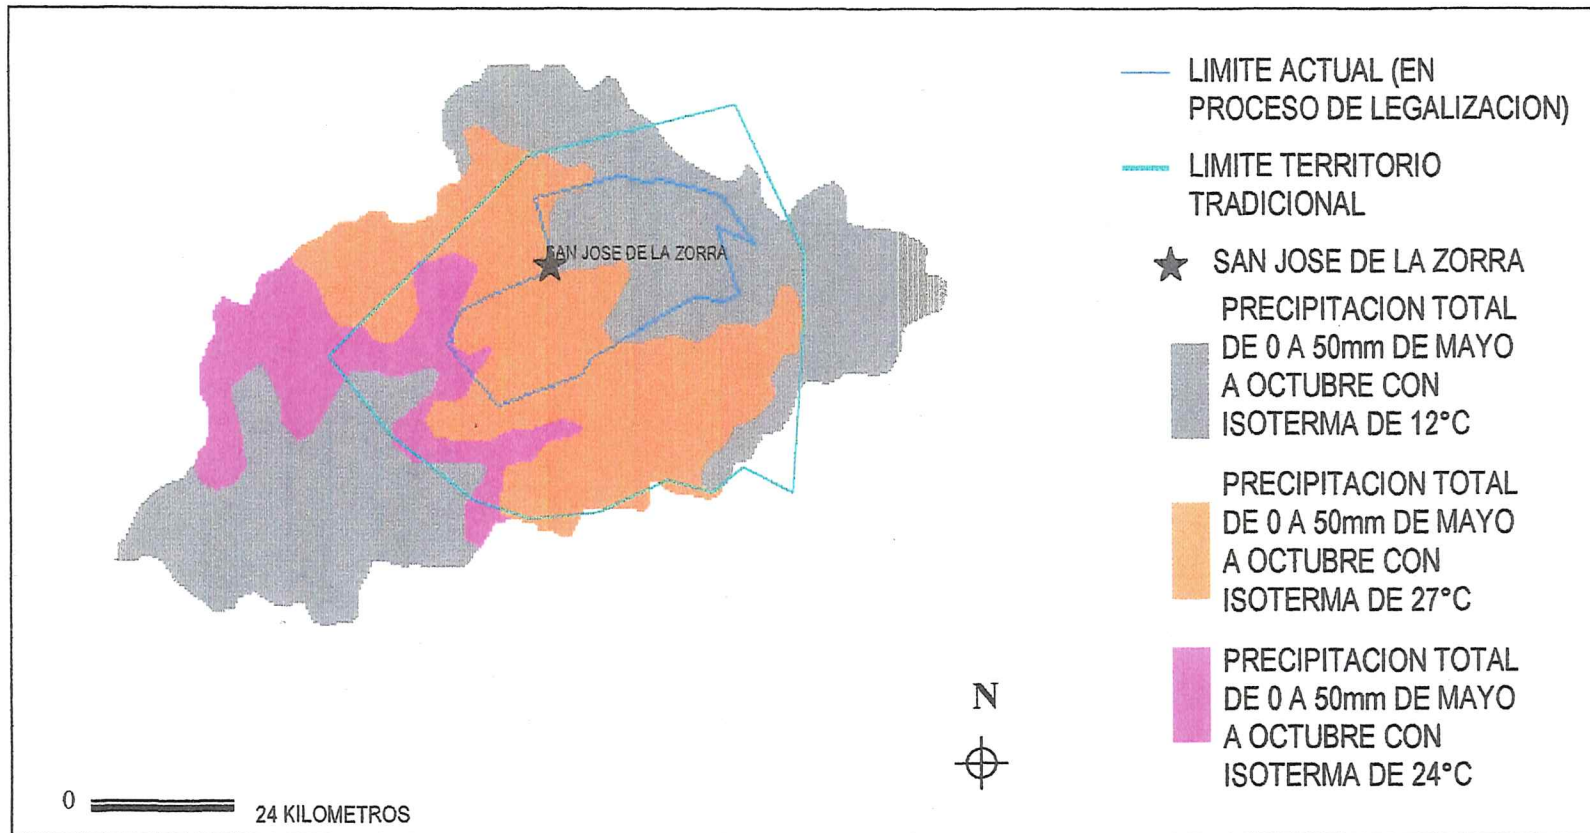 LIMITE ACTUAL (EN
PROCESO DE LEGALIZACION)
LIMITE TERRITORIO
TRADICIONAL
SAN JOSE DE LA ZORRA
SAN JOSE DE LA ZORRA
PRECIPITACION TOTAL
DE 0 A 50mm DE MAYO
A OCTUBRE CON
ISOTERMA DE 12°C
PRECIPITACION TOTAL
DE 0 A 50mm DE MAYO
A OCTUBRE CON
ISOTERMA DE 27°C
PRECIPITACION TOTAL
DE 0 A 50mm DE MAYO
A OCTUBRE CON
ISOTERMA DE 24°C
N
0
24 KILOMETROS